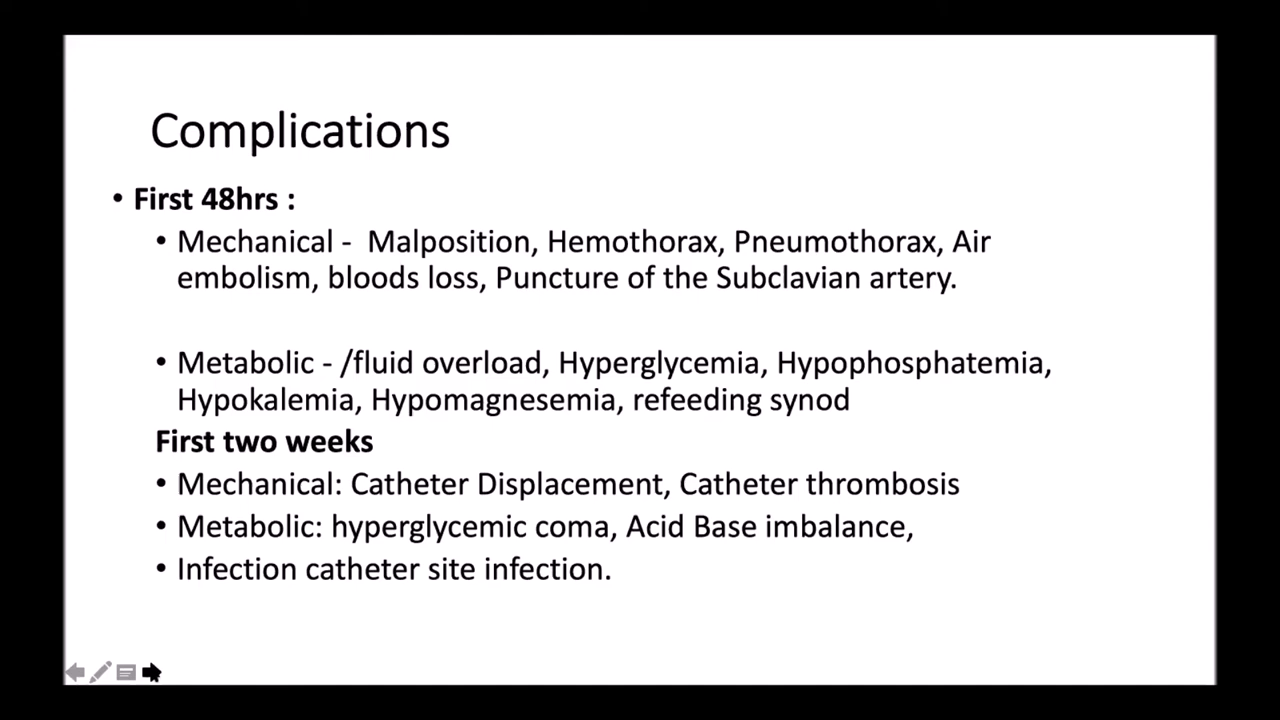 Complications
• First 48hrs :
• Mechanical -  Malposition, Hemothorax, Pneumothorax, Air
embolism, bloods loss, Puncture of the Subclavian artery.
• Metabolic - /fluid overload, Hyperglycemia, Hypophosphatemia,
Hypokalemia, Hypomagnesemia, refeeding synod
First two weeks
• Mechanical: Catheter Displacement, Catheter thrombosis
• Metabolic: hyperglycemic coma, Acid Base imbalance,
• Infection catheter site infection.